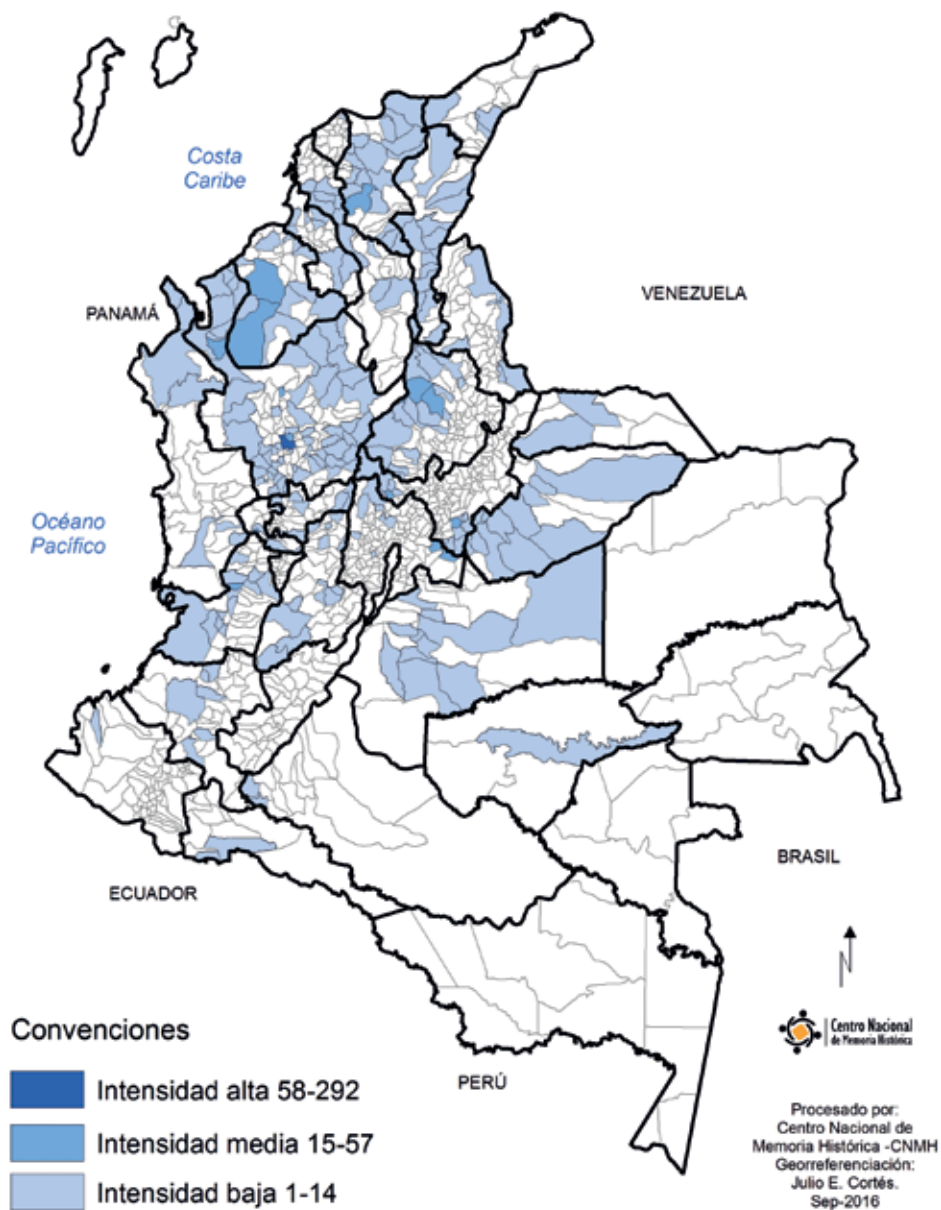 Costa
Caribe
PANAMÁ
VENEZUELA
Océano
Pacífico
ECUADOR
BRASIL
PERÚ
Convenciones
Intensidad alta 58-292
Intensidad media 15-57
Intensidad baja 1-14
N
Centro Nacional
de Memoria Histórica
Procesado por:
Centro Nacional de
Memoria Histórica -CNMH
Georreferenciación:
Julio E. Cortés.
Sep-2016